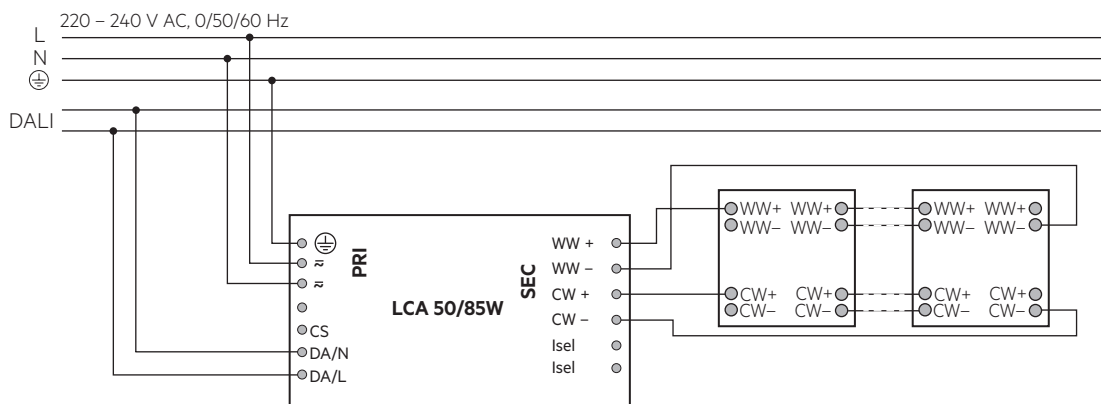 220 – 240 V AC, 0/50/60 Hz
L
N
DALI
PRI
CS
DA/N
DA/L
LCA 50/85W
SEC
WW +
WW –
CW +
CW –
Isel
Isel
WW+ WW+
WW– WW–
CW+ CW+
CW– CW–
WW+ WW+
WW– WW–
CW+ CW+
CW– CW–